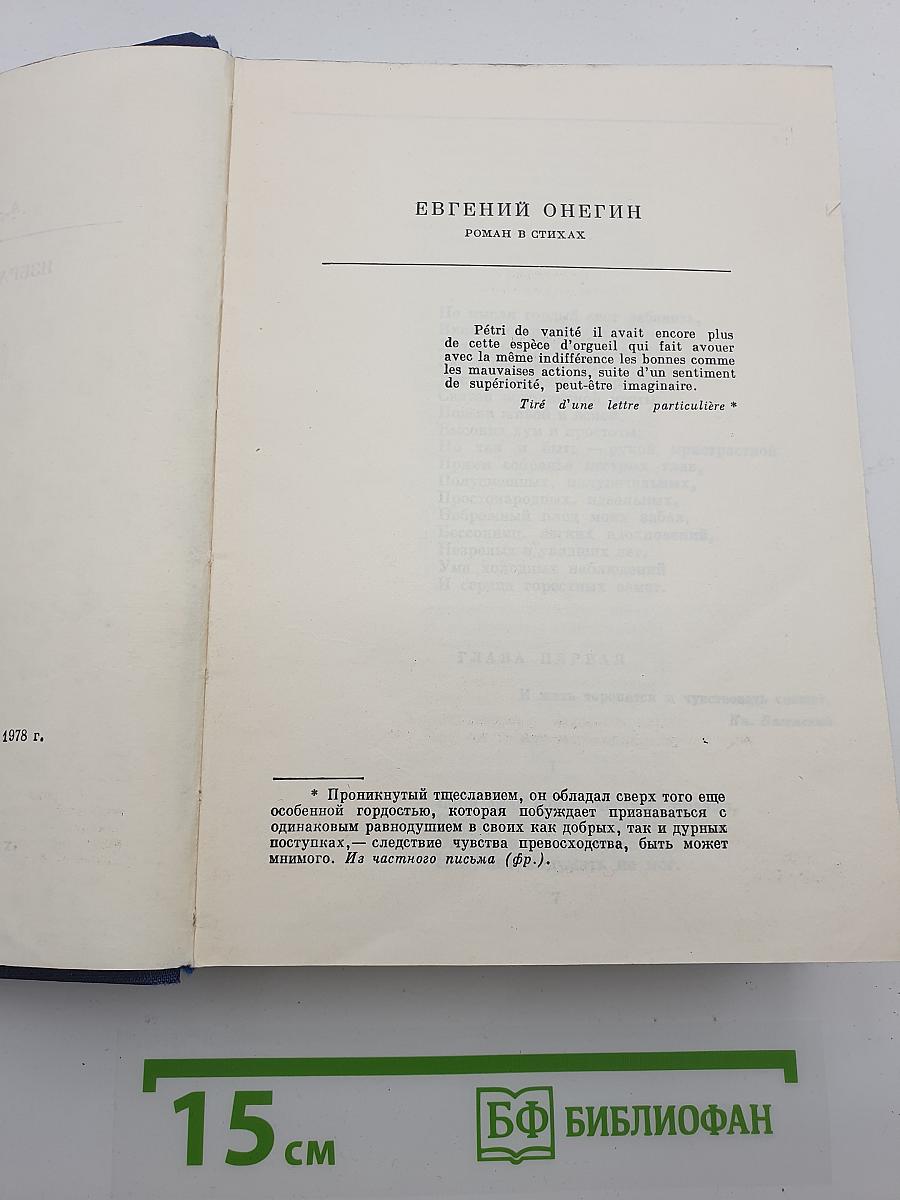 1978 г.
ЕВГЕНИЙ ОНЕГИН
РОМАН В СТИХАХ
Pétri de vanité il avait encore plus
de cette espèce d'orgueil qui fait avouer
avec la même indifférence les bonnes comme
les mauvaises actions, suite d'un sentiment
de supériorité, peut-être imaginaire.
Tiré d'une lettre particulière *
ГЛАВА ПЕРВАЯ
* Проникнутый тщеславием, он обладал сверх того еще
особенной гордостью, которая побуждает признаваться с
одинаковым равнодушием в своих как добрых, так и дурных
поступках,— следствие чувства превосходства, быть может
мнимого. Из частного письма (фр.).
15 см
БФ БИБЛИОФАН